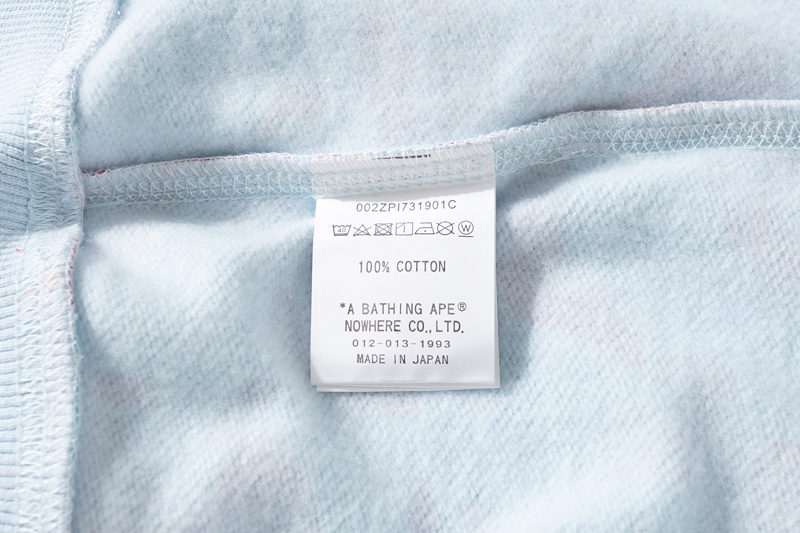 002ZPI731901C
100% COTTON
*A BATHING APE®
NOWHERE CO.,LTD.
012-013-1993
MADE IN JAPAN